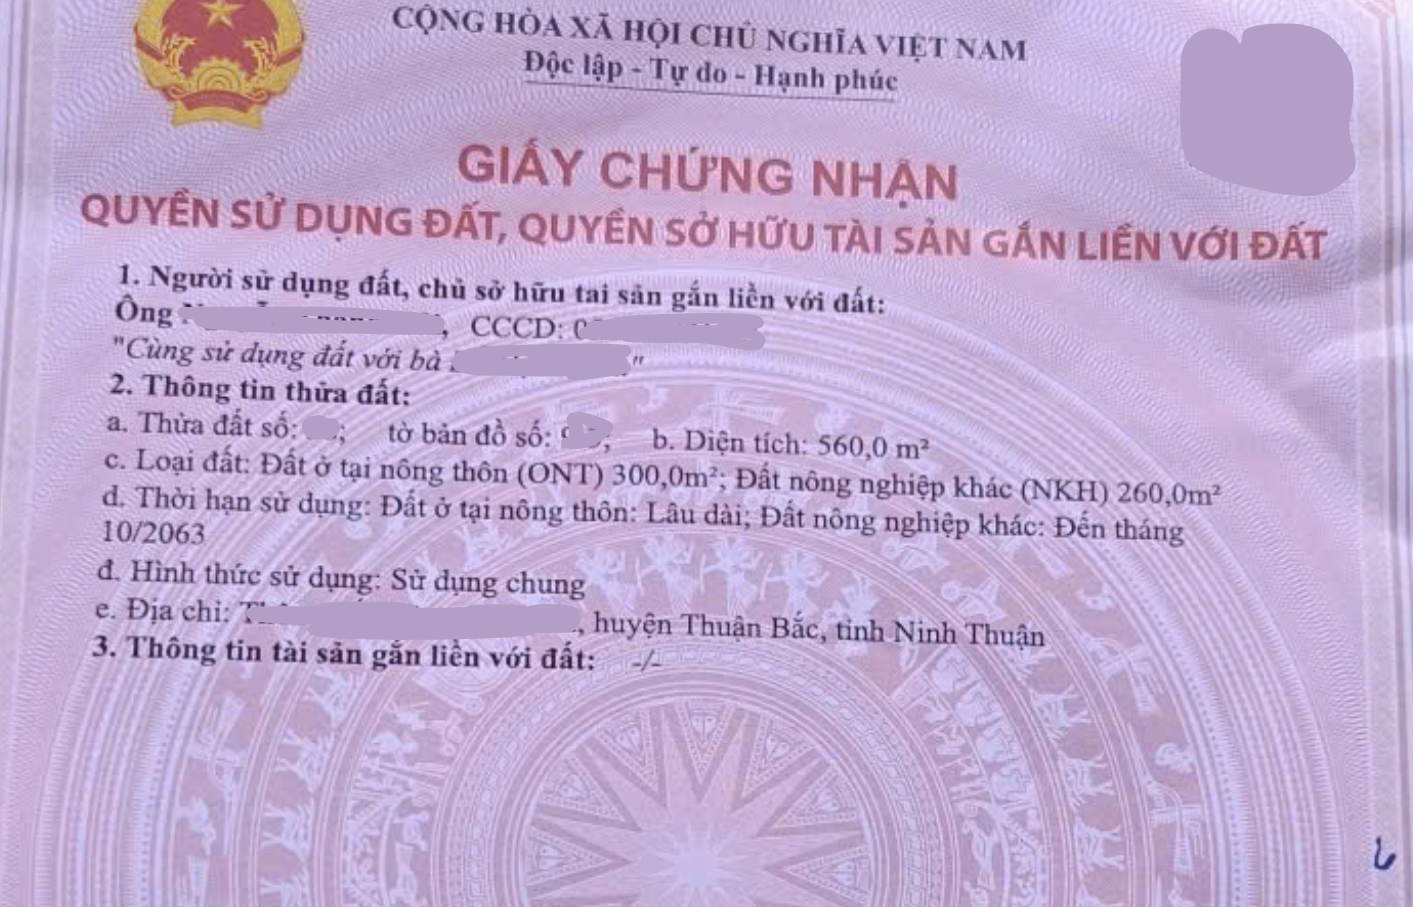 CỘNG HÒA XÃ HỘI CHỦ NGHĨA VIỆT NAM
Độc lập - Tự do - Hạnh phúc
GIẤY CHỨNG NHẬN
QUYỀN SỬ DỤNG ĐẤT, QUYỀN SỞ HỮU TÀI SẢN GẮN LIỀN VỚI ĐẤT
1. Người sử dụng đất, chủ sở hữu tài sản gắn liền với đất:
Ông , CCCD: 0
"Cùng sử dụng đất với bà "
2. Thông tin thửa đất:
a. Thửa đất số: ; tờ bản đồ số: ; b. Diện tích: 560,0 m²
c. Loại đất: Đất ở tại nông thôn (ONT) 300,0m²; Đất nông nghiệp khác (NKH) 260,0m²
d. Thời hạn sử dụng: Đất ở tại nông thôn: Lâu dài; Đất nông nghiệp khác: Đến tháng
10/2063
đ. Hình thức sử dụng: Sử dụng chung
e. Địa chỉ: , huyện Thuận Bắc, tỉnh Ninh Thuận
3. Thông tin tài sản gắn liền với đất: -/-